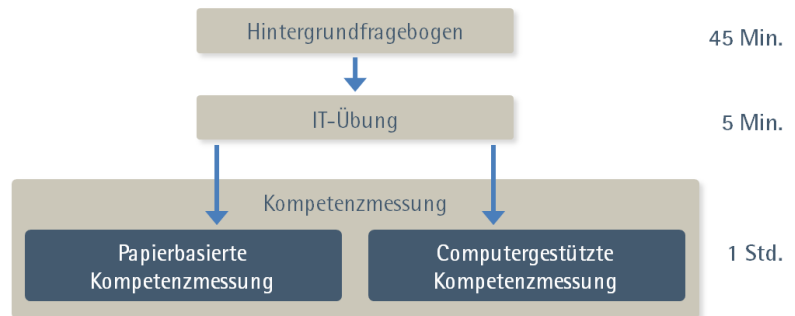 Hintergrundfragebogen
45 Min.
IT-Übung
5 Min.
Kompetenzmessung
Papierbasierte
Kompetenzmessung
Computergestützte
Kompetenzmessung
1 Std.